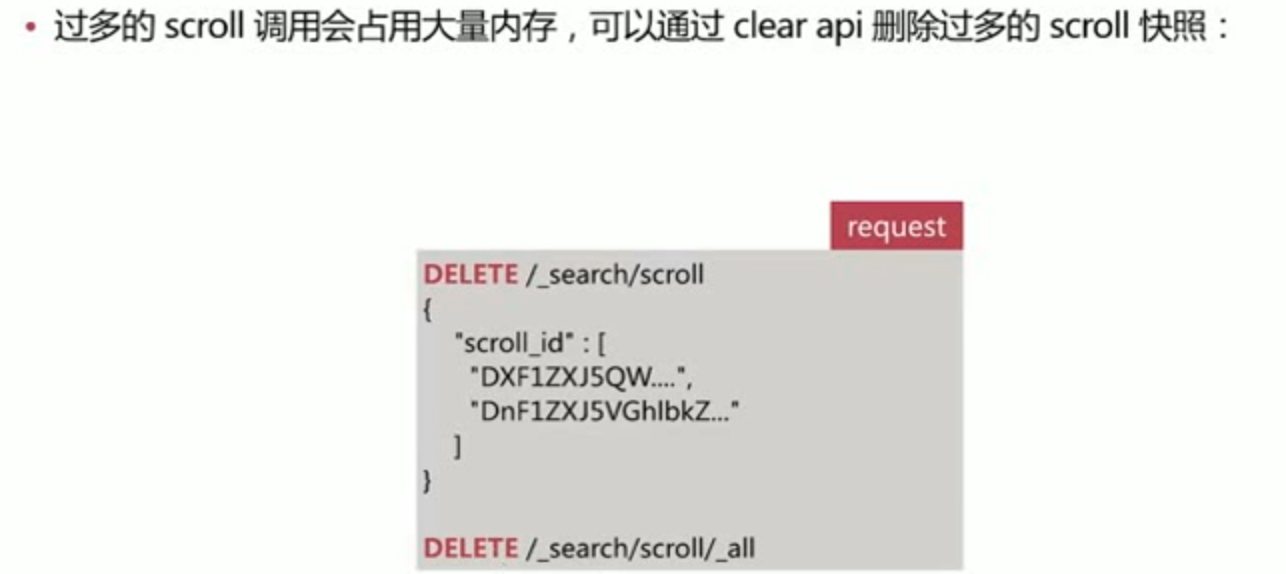 • 过多的 scroll 调用会占用大量内存，可以通过 clear api 删除过多的 scroll 快照：
request
DELETE /_search/scroll
{
"scroll_id" : [
"DXF1ZXJ5QW....",
"DnF1ZXJ5VGhlbkZ..."
]
}
DELETE /_search/scroll/_all